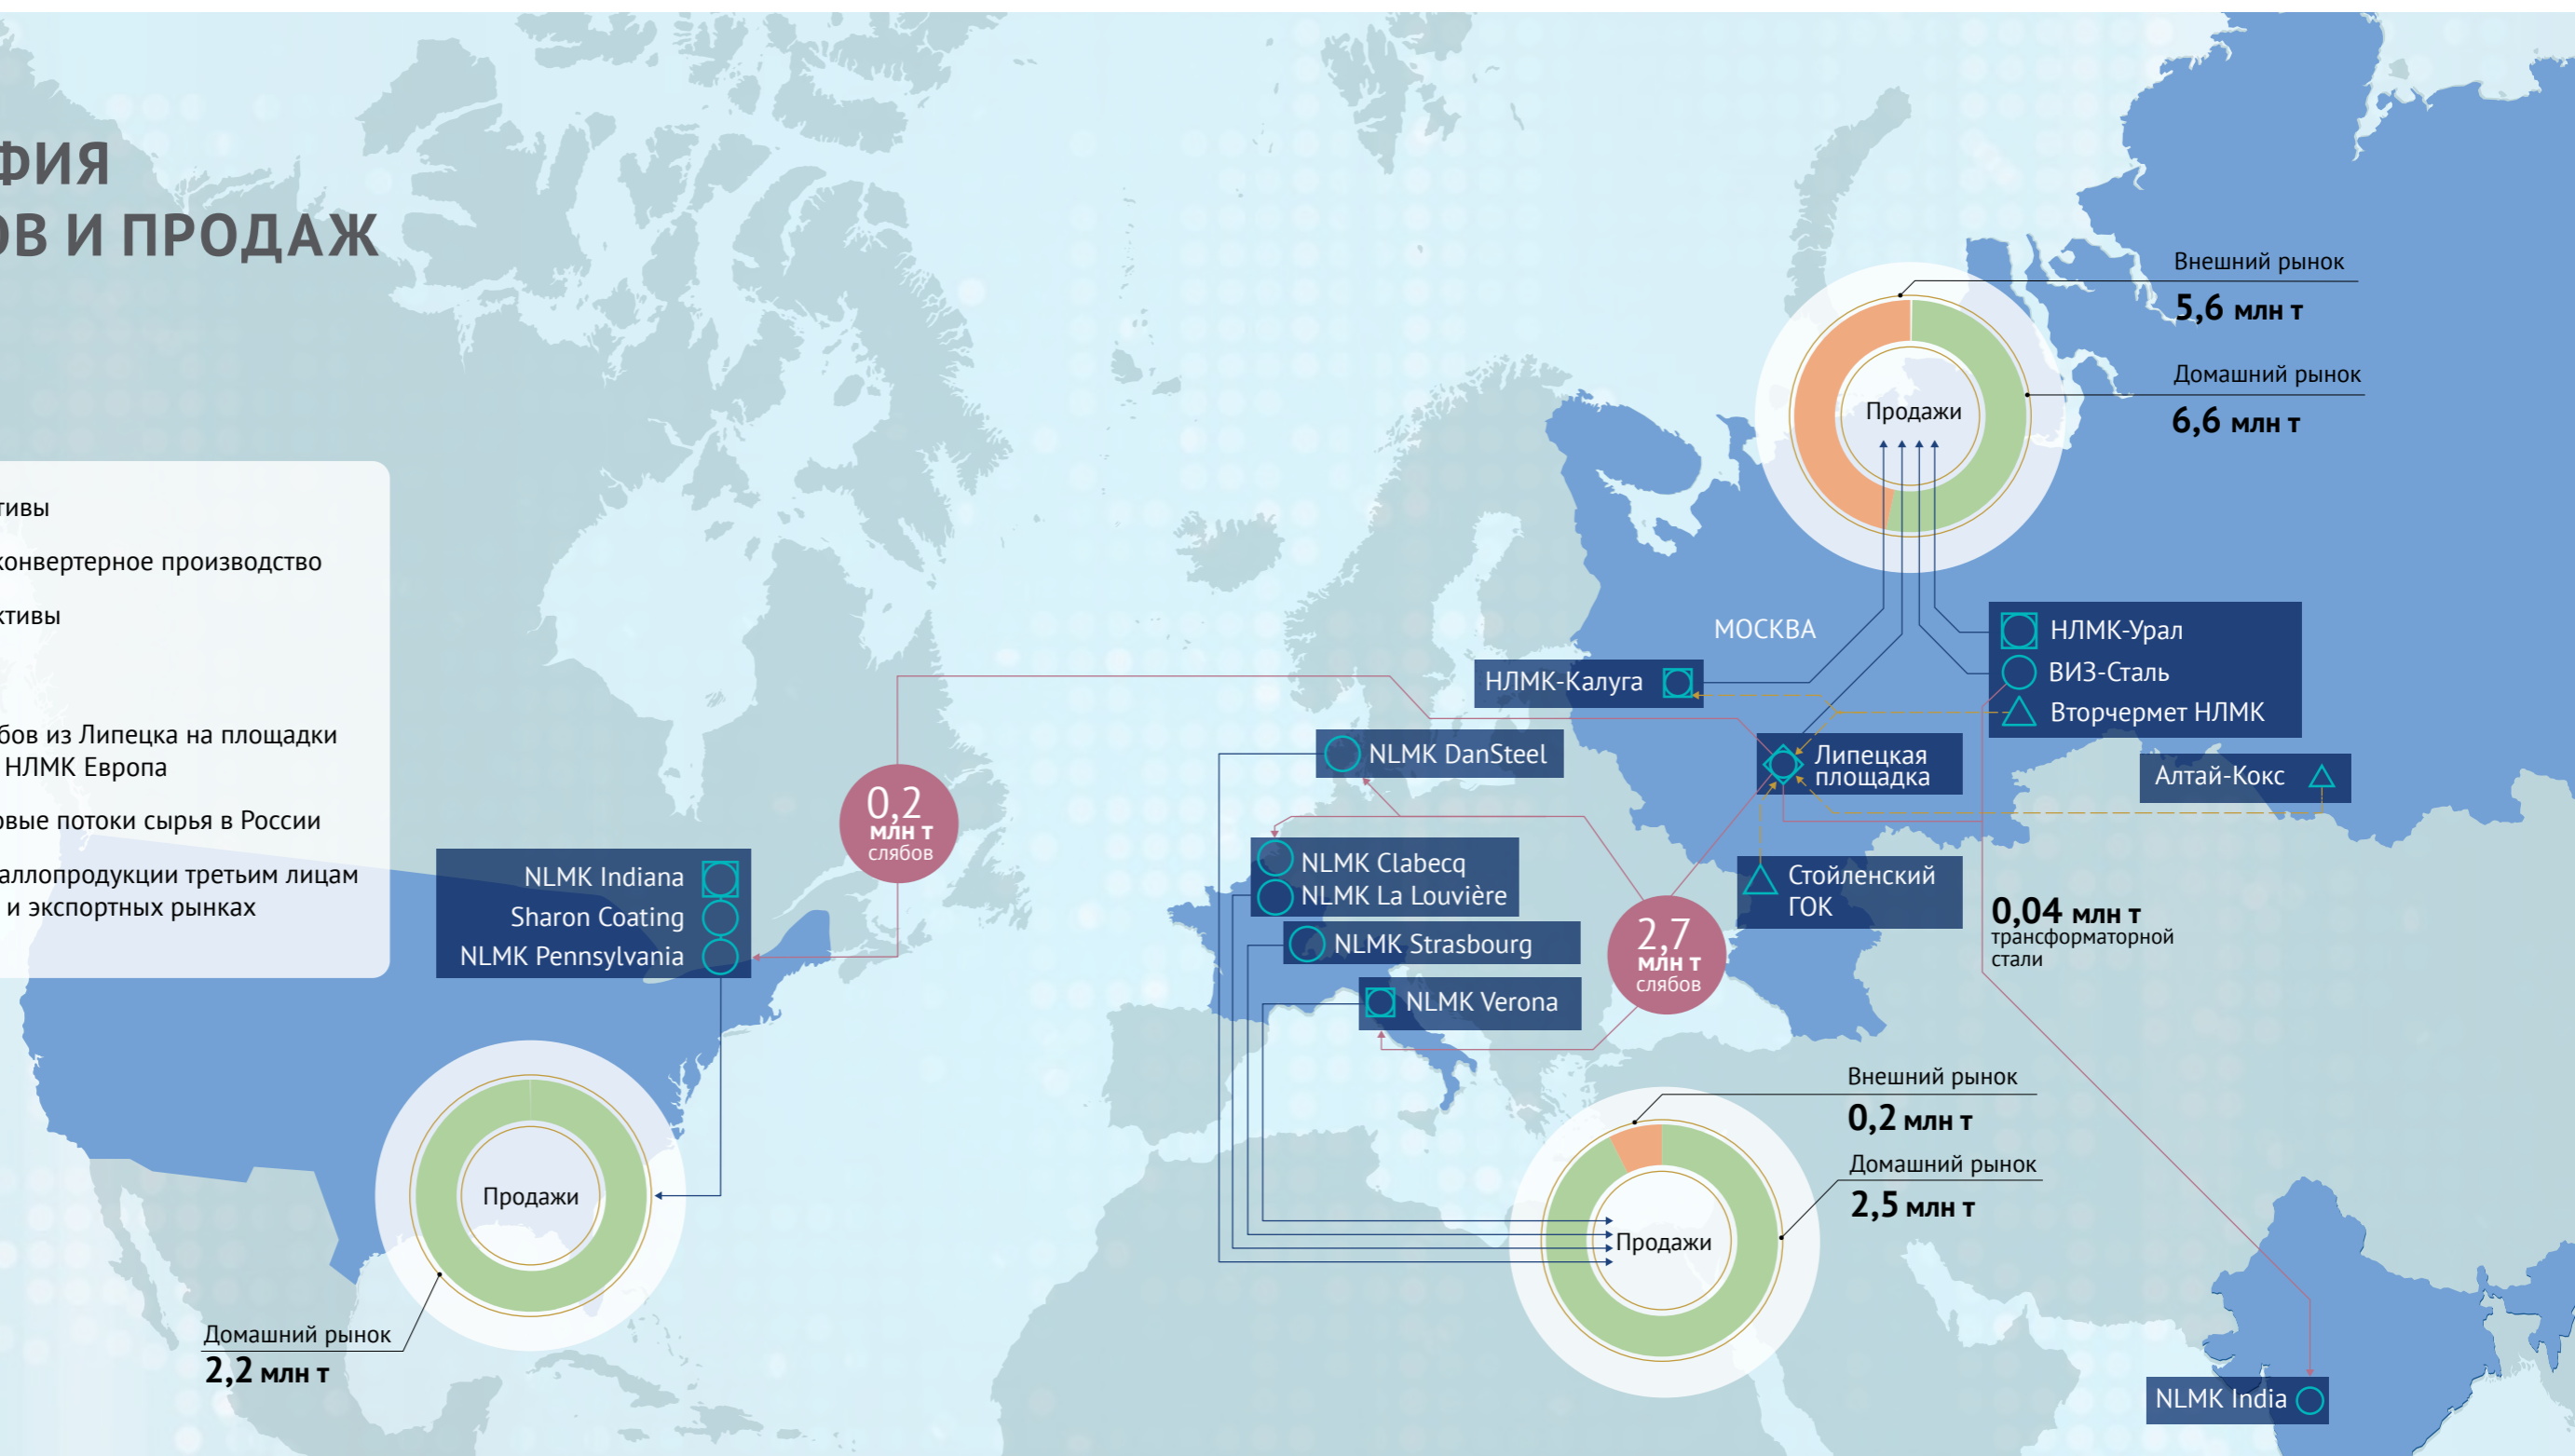 ФИЯ
ОВ И ПРОДАЖ
тивы
конвертерное производство
ктивы
бов из Липецка на площадки
НЛМК Европа
овые потоки сырья в России
аллопродукции третьим лицам
и экспортных рынках
Внешний рынок
5,6 млн т
Домашний рынок
6,6 млн т
Продажи
МОСКВА
НЛМК-Урал
ВИЗ-Сталь
Вторчермет НЛМК
НЛМК-Калуга
NLMK DanSteel
Липецкая
площадка
Алтай-Кокс
0,2
млн т
слябов
NLMK Indiana
Sharon Coating
NLMK Pennsylvania
NLMK Clabecq
NLMK La Louvière
NLMK Strasbourg
NLMK Verona
2,7
млн т
слябов
Стойленский
ГОК
0,04 млн т
трансформаторной
стали
Внешний рынок
0,2 млн т
Домашний рынок
2,5 млн т
Продажи
Продажи
Домашний рынок
2,2 млн т
NLMK India